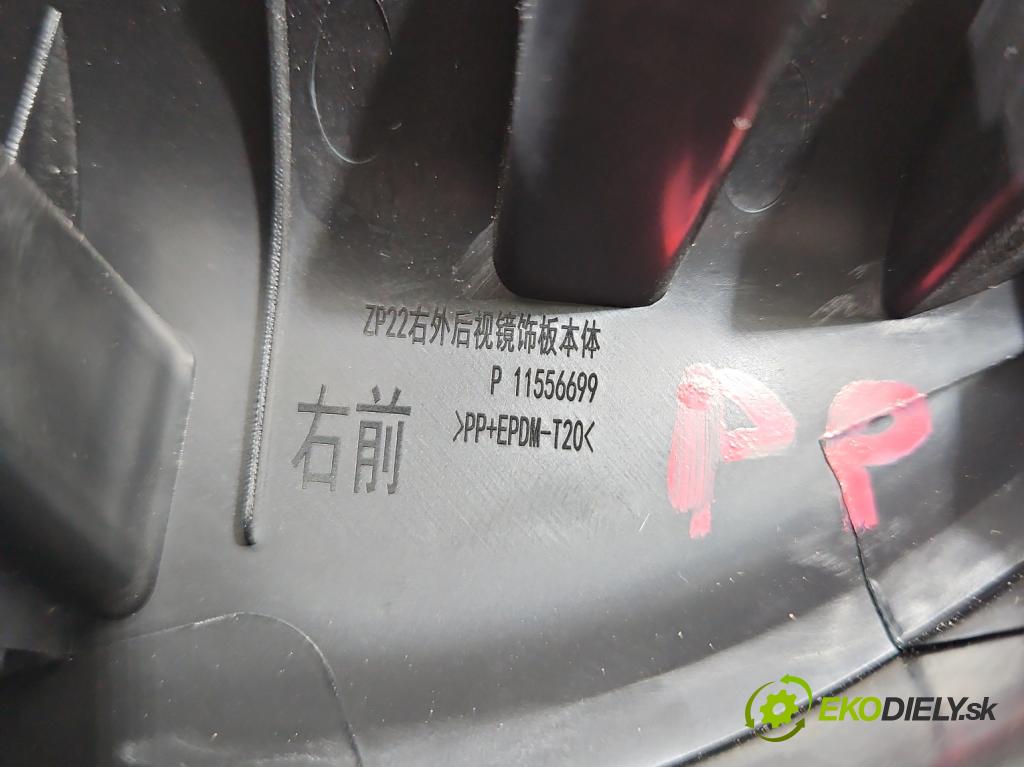 ZP22右外后视镜饰板本体
P 11556699
>PP+EPDM-T20<
右前
PP
EKODIELY.sk